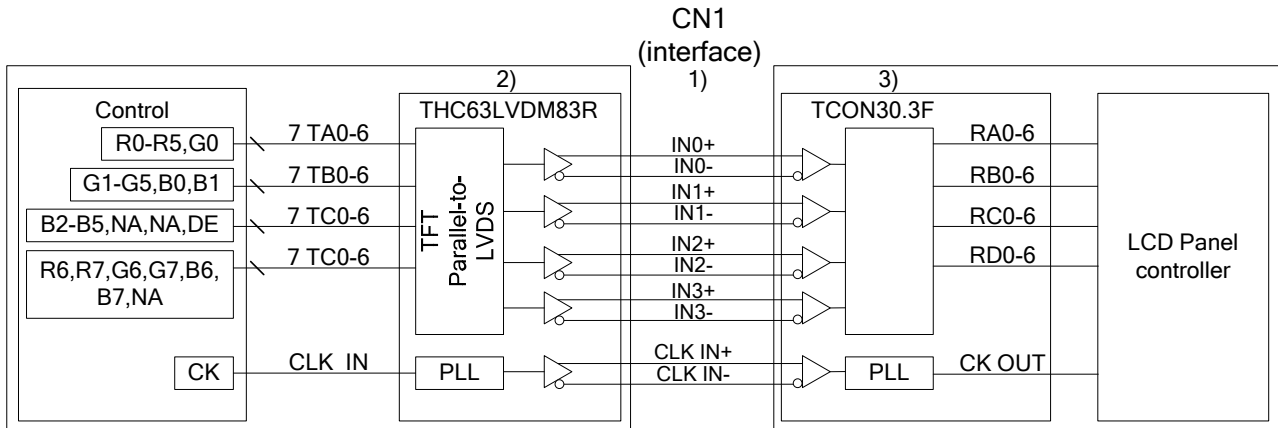 CN1
(interface)
1)
2)
3)
Control
R0-R5,G0
G1-G5,B0,B1
B2-B5,NA,NA,DE
R6,R7,G6,G7,B6,
B7,NA
CK
7 TA0-6
7 TB0-6
7 TC0-6
7 TC0-6
CLK IN
THC63LVDM83R
TFT
Parallel-to-
LVDS
PLL
IN0+
IN0-
IN1+
IN1-
IN2+
IN2-
IN3+
IN3-
CLK IN+
CLK IN-
TCON30.3F
PLL
RA0-6
RB0-6
RC0-6
RD0-6
CK OUT
LCD Panel
controller